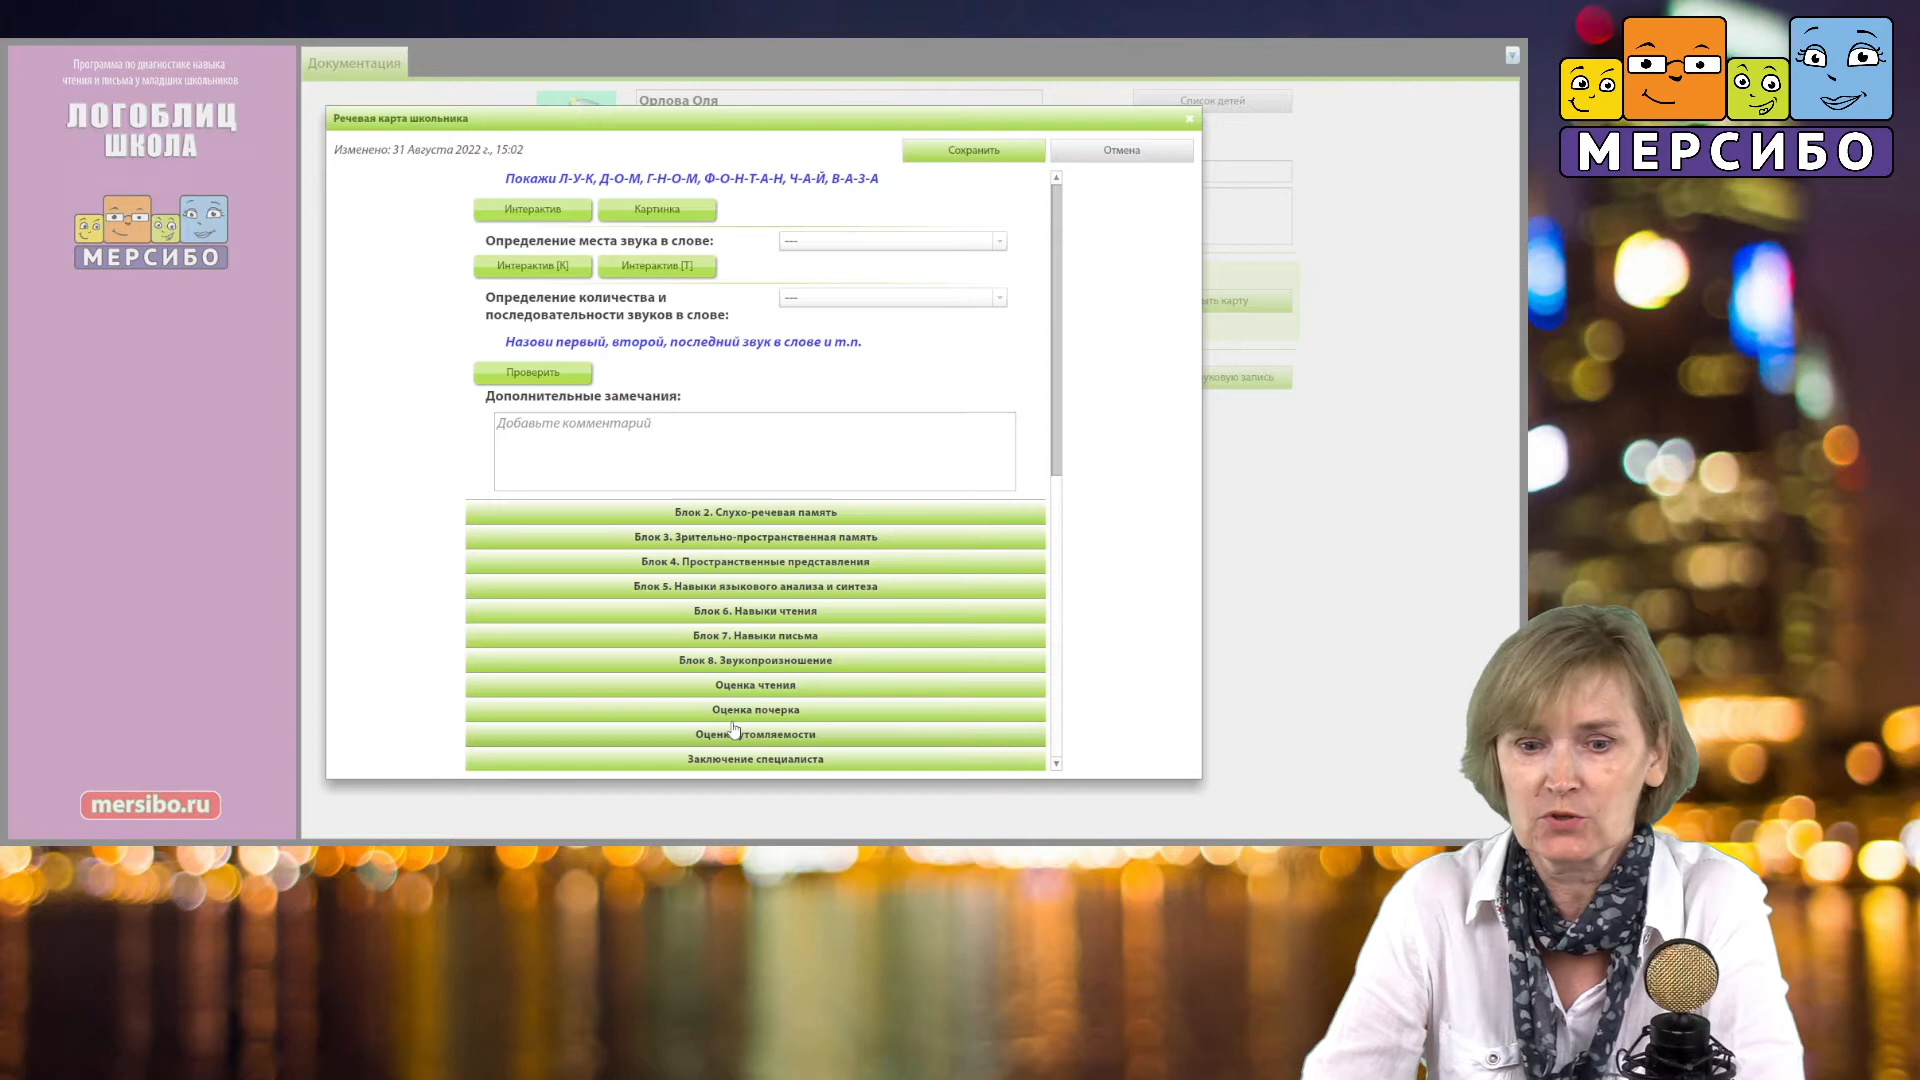 Программа по диагностике навыка
чтения и письма у младших школьников
ЛОГОБЛИЦ
ШКОЛА
МЕРСИБО
mersibo.ru
Документация
Орлова Оля
Список детей
Речевая карта школьника
Изменено: 31 Августа 2022 г., 15:02
Сохранить
Отмена
Покажи Л-У-К, Д-О-М, Г-Н-О-М, Ф-О-Н-Т-А-Н, Ч-А-Й, В-А-З-А
Интерактив
Картинка
Определение места звука в слове:
---
Интерактив [К]
Интерактив [Т]
Определение количества и
последовательности звуков в слове:
---
Назови первый, второй, последний звук в слове и т.п.
Проверить
Дополнительные замечания:
Добавьте комментарий
Блок 2. Слухо-речевая память
Блок 3. Зрительно-пространственная память
Блок 4. Пространственные представления
Блок 5. Навыки языкового анализа и синтеза
Блок 6. Навыки чтения
Блок 7. Навыки письма
Блок 8. Звукопроизношение
Оценка чтения
Оценка почерка
Оценка утомляемости
Заключение специалиста
карту
запись
МЕРСИБО